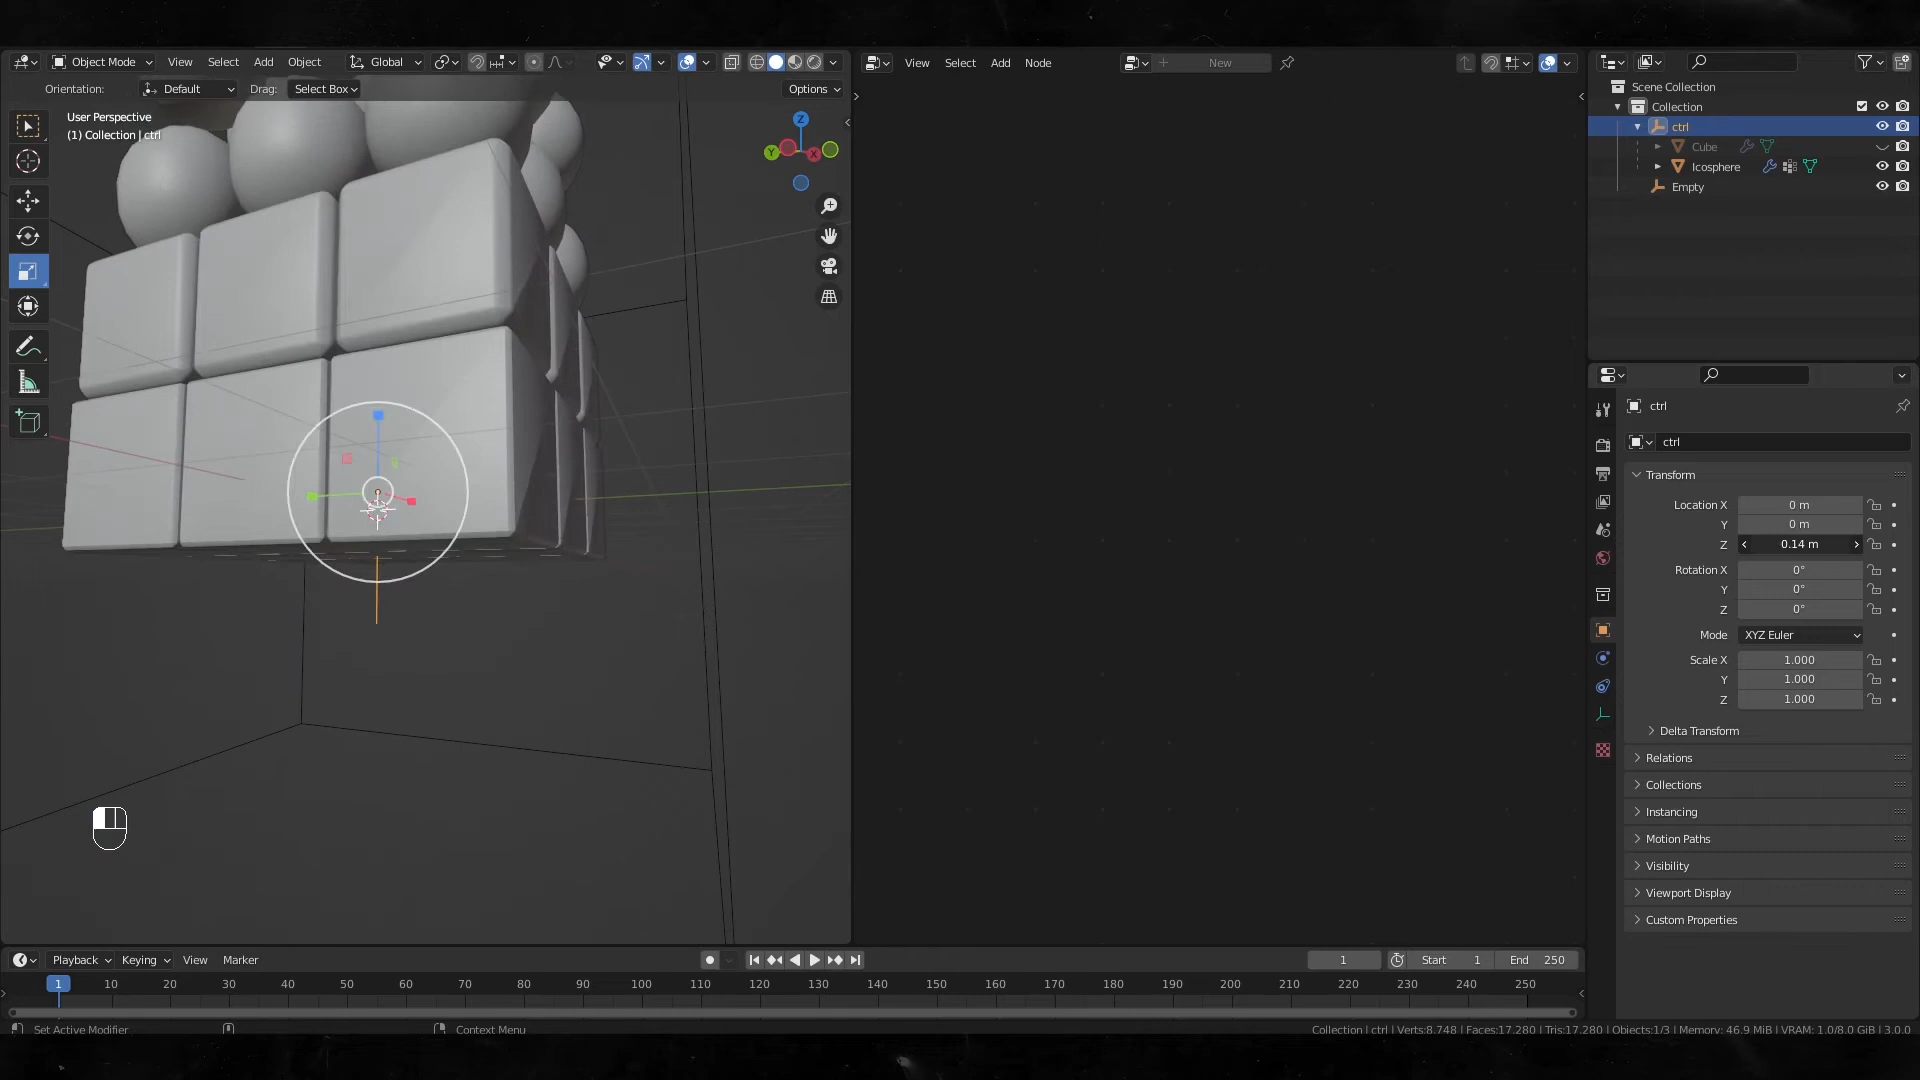 Object Mode View Select Add Object Global
Orientation: Default Drag: Select Box Options
User Perspective
(1) Collection | ctrl
Z
Y
X
View Select Add Node New
Scene Collection
Collection
ctrl
Cube
Icosphere
Empty
ctrl
ctrl
Transform
Location X 0 m
Y 0 m
Z 0.14 m
Rotation X 0°
Y 0°
Z 0°
Mode XYZ Euler
Scale X 1.000
Y 1.000
Z 1.000
Delta Transform
Relations
Collections
Instancing
Motion Paths
Visibility
Viewport Display
Custom Properties
Playback Keying View Marker 1 Start 1 End 250
1 10 20 30 40 50 60 70 80 90 100 110 120 130 140 150 160 170 180 190 200 210 220 230 240 250
Set Active Modifier Context Menu Collection | ctrl | Verts:8.748 | Faces:17.280 | Tris:17.280 | Objects:1/3 | Memory: 46.9 MiB | VRAM: 1.0/8.0 GiB | 3.0.0